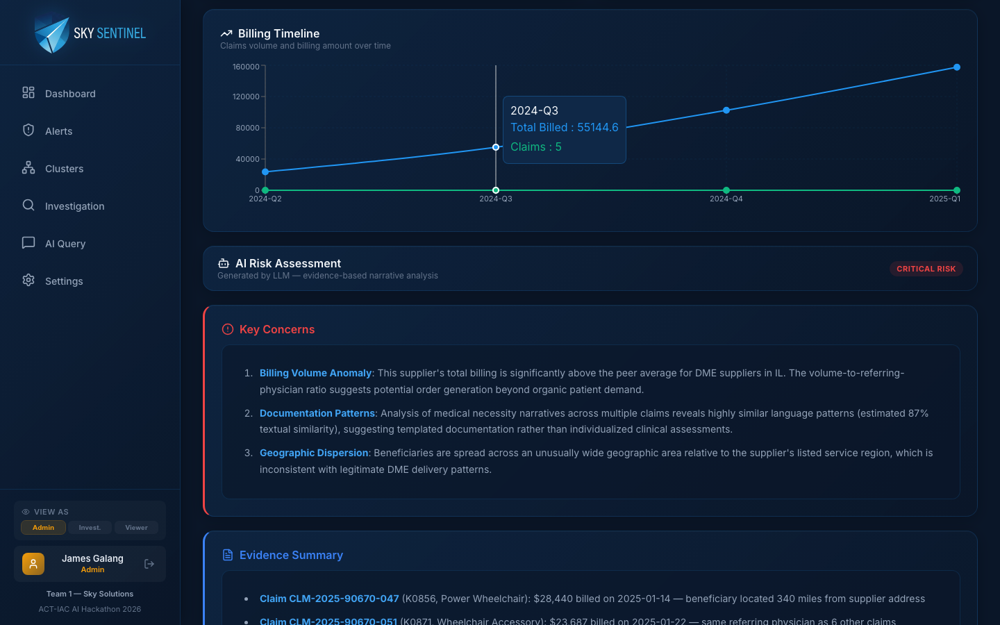 SKY SENTINEL
Dashboard
Alerts
Clusters
Investigation
AI Query
Settings
VIEW AS
Admin Invest. Viewer
James Galang
Admin
Team 1 — Sky Solutions
ACT-IAC AI Hackathon 2026
Billing Timeline
Claims volume and billing amount over time
160000
120000
80000
40000
0
2024-Q2 2024-Q3 2024-Q4 2025-Q1
2024-Q3
Total Billed : 55144.6
Claims : 5
AI Risk Assessment
Generated by LLM — evidence-based narrative analysis
CRITICAL RISK
Key Concerns
1. Billing Volume Anomaly: This supplier's total billing is significantly above the peer average for DME suppliers in IL. The volume-to-referring-
physician ratio suggests potential order generation beyond organic patient demand.
2. Documentation Patterns: Analysis of medical necessity narratives across multiple claims reveals highly similar language patterns (estimated 87%
textual similarity), suggesting templated documentation rather than individualized clinical assessments.
3. Geographic Dispersion: Beneficiaries are spread across an unusually wide geographic area relative to the supplier's listed service region, which is
inconsistent with legitimate DME delivery patterns.
Evidence Summary
• Claim CLM-2025-90670-047 (K0856, Power Wheelchair): $28,440 billed on 2025-01-14 — beneficiary located 340 miles from supplier address
• Claim CLM-2025-90670-051 (K0871, Wheelchair Accessory): $23,687 billed on 2025-01-22 — same referring physician as 6 other claims